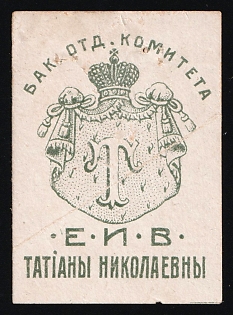 БАК. ОТД. КОМИТЕТА
Т
Е·И·В·
ТАТІАНЫ НИКОЛАЕВНЫ